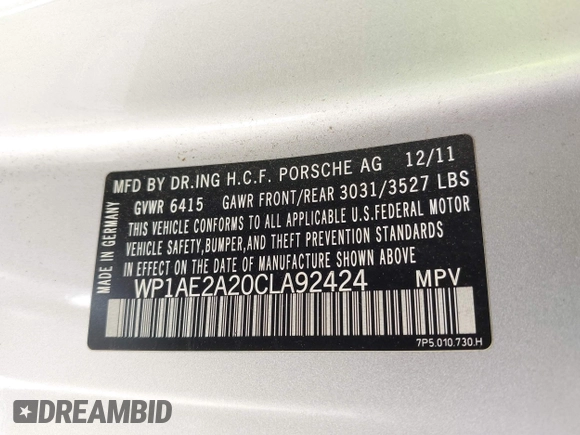 MFD BY DR.ING H.C.F. PORSCHE AG 12/11
GVWR 6415 GAWR FRONT/REAR 3031/3527 LBS
THIS VEHICLE CONFORMS TO ALL APPLICABLE U.S.FEDERAL MOTOR
VEHICLE SAFETY,BUMPER,AND THEFT PREVENTION STANDARDS
IN EFFECT ON THE DATE OF MANUFACTURE SHOWN ABOVE
WP1AE2A20CLA92424 MPV
MADE IN GERMANY
7P5.010.730.H
DREAMBID